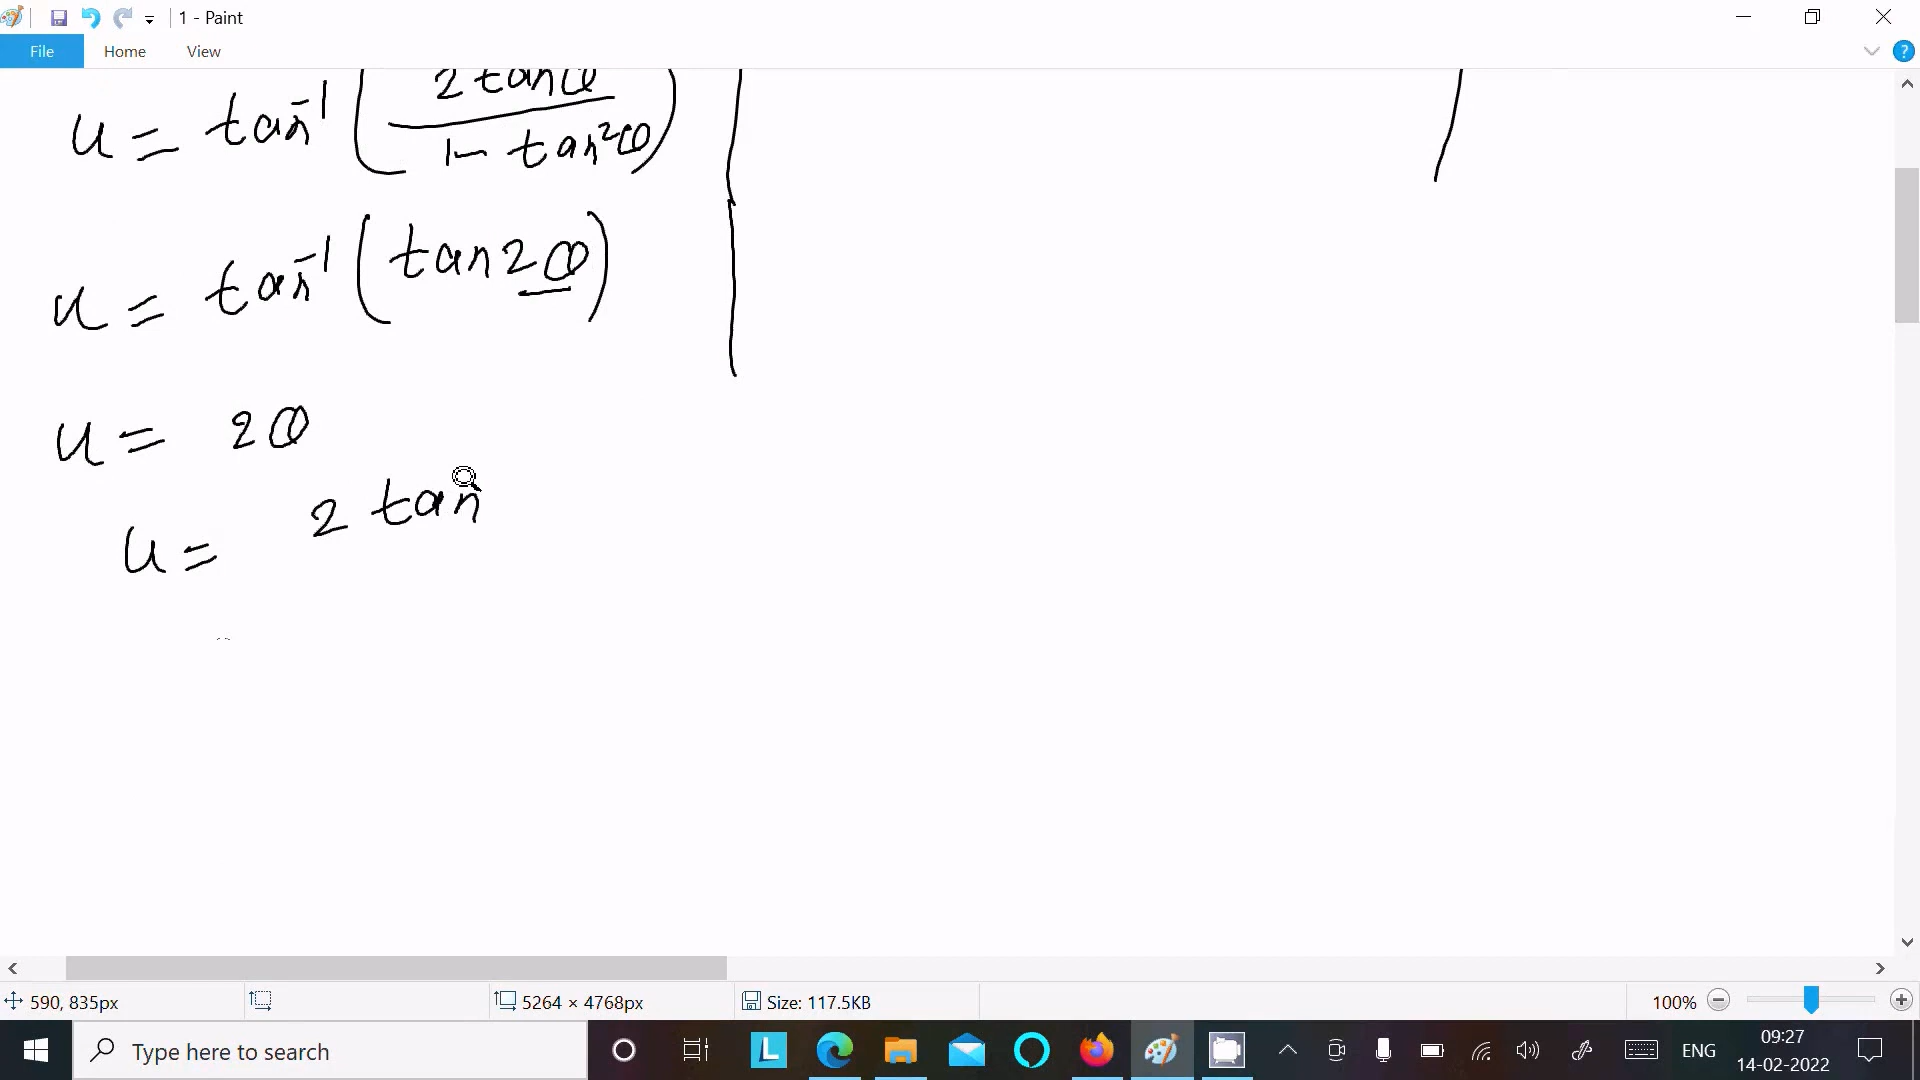 1 - Paint
File Home View
u = tan⁻¹ ( 2 tanθ / 1 - tan²θ )
u = tan⁻¹ ( tan 2θ )
u = 2θ
u = 2 tan⁻
590, 835px 5264 × 4768px Size: 117.5KB 100%
Type here to search ENG 09:27
14-02-2022